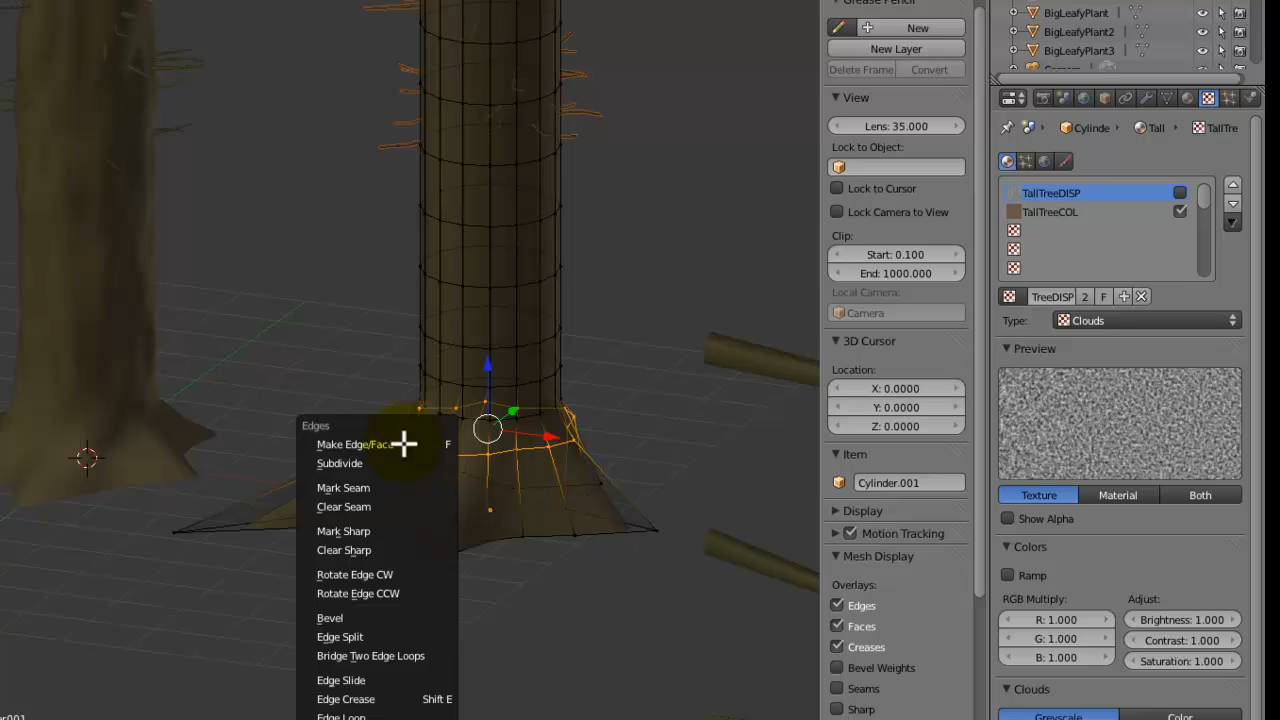 Grease Pencil
New
New Layer
Delete Frame
Convert
View
Lens: 35.000
Lock to Object:
Lock to Cursor
Lock Camera to View
Clip:
Start: 0.100
End: 1000.000
Local Camera:
Camera
3D Cursor
Location:
X: 0.0000
Y: 0.0000
Z: 0.0000
Item
Cylinder.001
Display
Motion Tracking
Mesh Display
Overlays:
Edges
Faces
Creases
Bevel Weights
Seams
Sharp
Edges
Make Edge/Face F
Subdivide
Mark Seam
Clear Seam
Mark Sharp
Clear Sharp
Rotate Edge CW
Rotate Edge CCW
Bevel
Edge Split
Bridge Two Edge Loops
Edge Slide
Edge Crease Shift E
Edge Loop
BigLeafyPlant
BigLeafyPlant2
BigLeafyPlant3
Cylinde
Tall
TallTre
TallTreeDISP
TallTreeCOL
TreeDISP 2 F
Type: Clouds
Preview
Texture
Material
Both
Show Alpha
Colors
Ramp
RGB Multiply:
Adjust:
R: 1.000
Brightness: 1.000
G: 1.000
Contrast: 1.000
B: 1.000
Saturation: 1.000
Clouds
Greyscale
Color